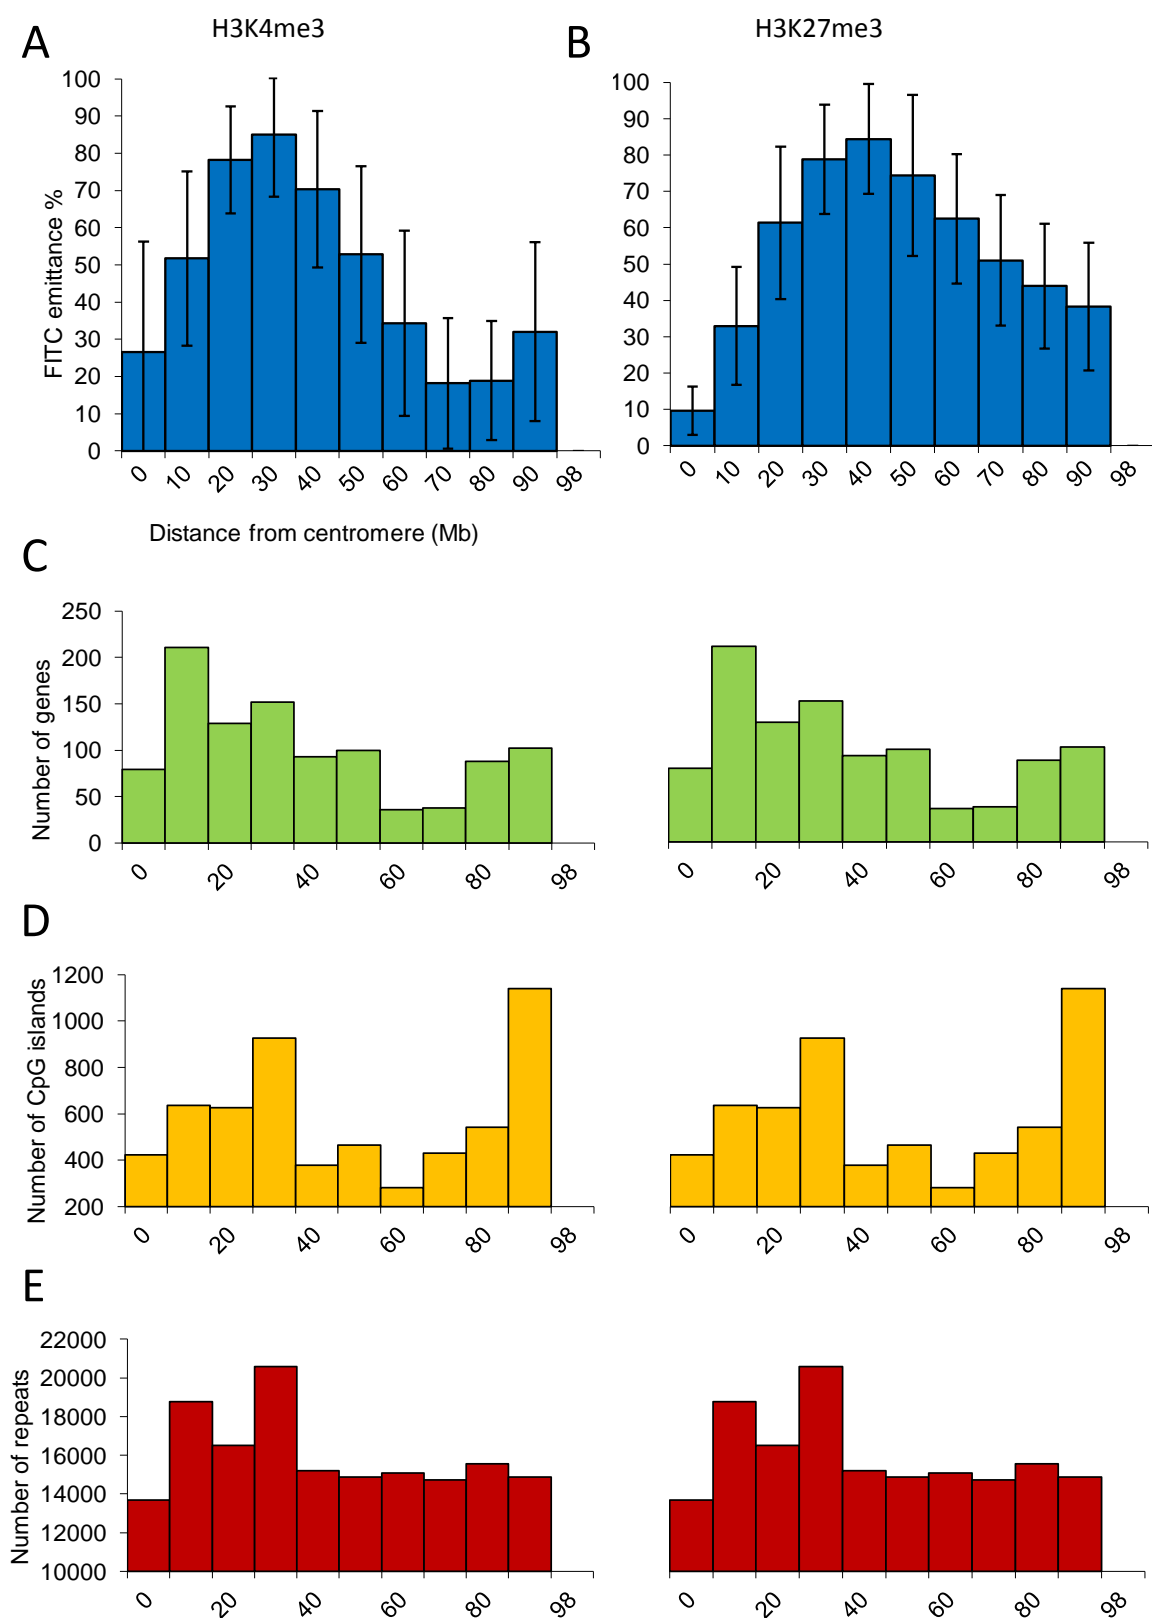 H3K4me3
H3K27me3
A
B
100
90
80
70
60
50
40
30
20
10
0
FITC emittance %
0 10 20 30 40 50 60 70 80 90 98
100
90
80
70
60
50
40
30
20
10
0
0 10 20 30 40 50 60 70 80 90 98
Distance from centromere (Mb)
C
250
200
150
100
50
0
Number of genes
0 20 40 60 80 98
0 20 40 60 80 98
D
1200
1000
800
600
400
200
Number of CpG islands
0 20 40 60 80 98
0 20 40 60 80 98
E
22000
20000
18000
16000
14000
12000
10000
Number of repeats
0 20 40 60 80 98
0 20 40 60 80 98